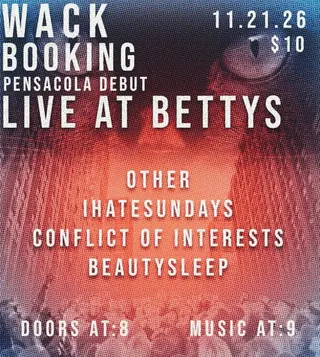 WACK
11.21.26
BOOKING
$10
PENSACOLA DEBUT
LIVE AT BETTYS
OTHER
IHATESUNDAYS
CONFLICT OF INTERESTS
BEAUTYSLEEP
DOORS AT:8
MUSIC AT:9